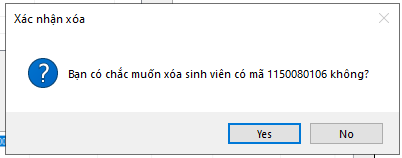 Xác nhận xóa
Bạn có chắc muốn xóa sinh viên có mã 1150080106 không?
Yes
No